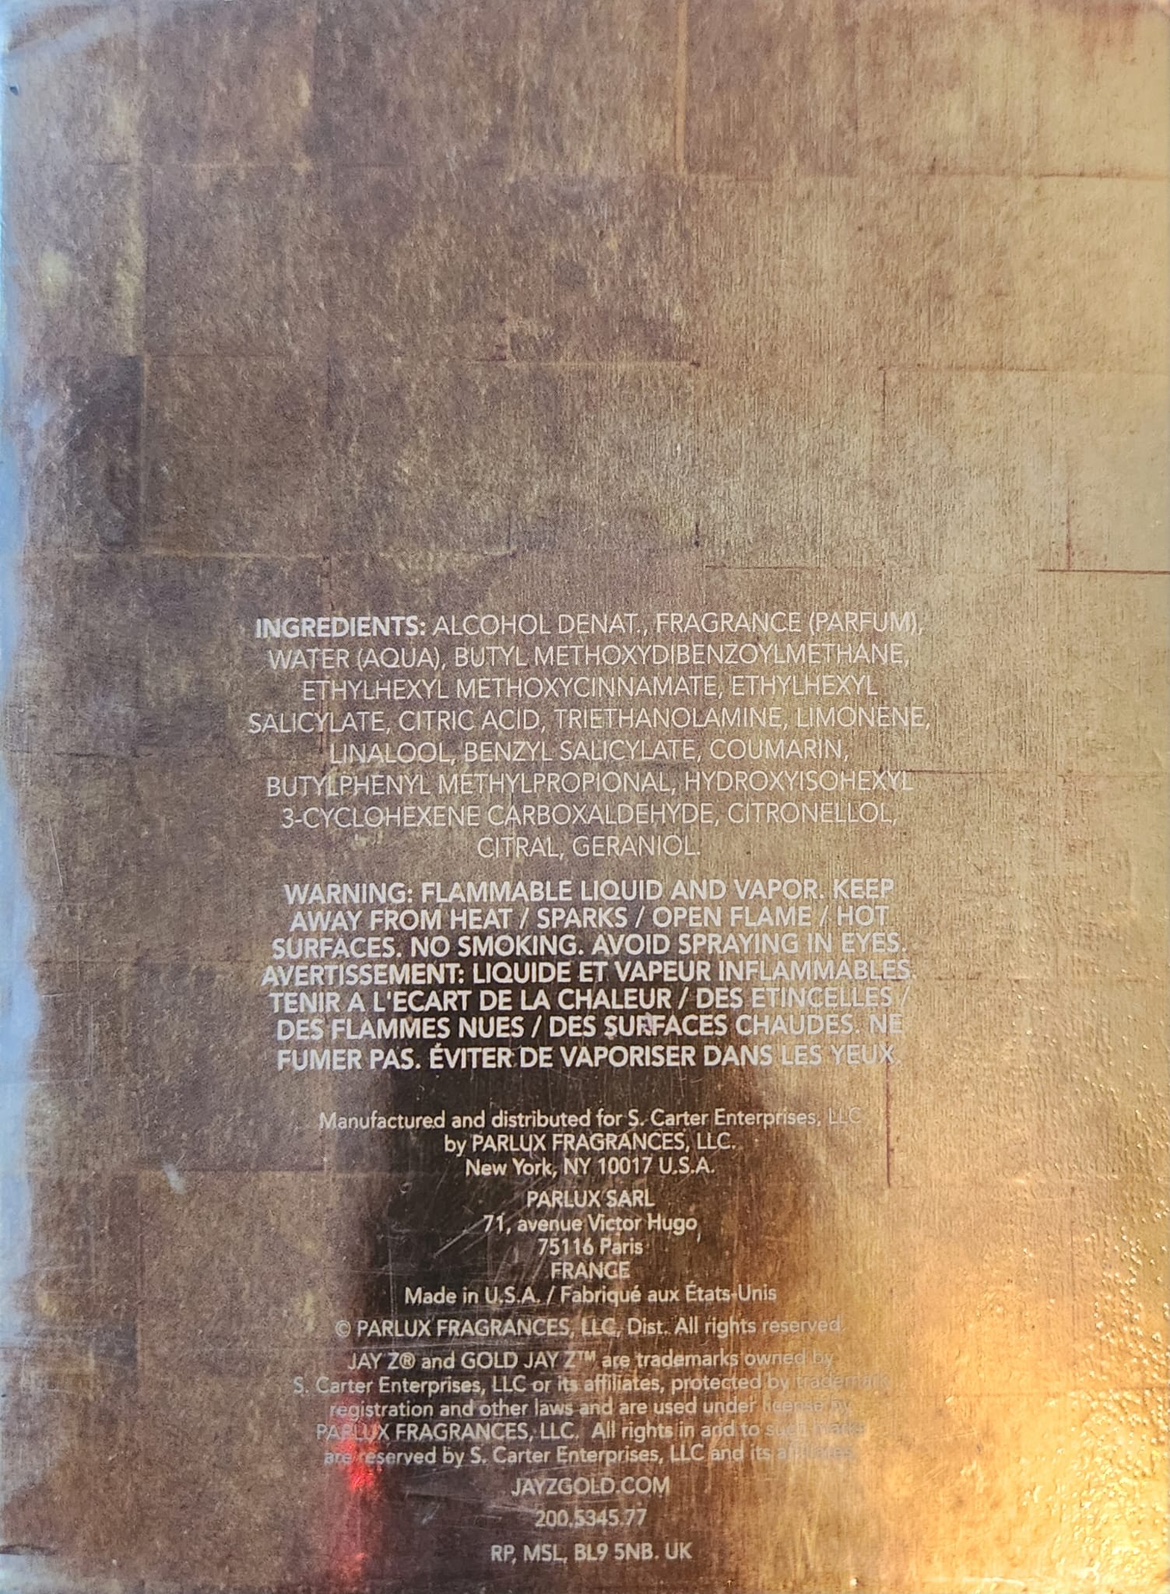 INGREDIENTS: ALCOHOL DENAT., FRAGRANCE (PARFUM),
WATER (AQUA), BUTYL METHOXYDIBENZOYLMETHANE,
ETHYLHEXYL METHOXYCINNAMATE, ETHYLHEXYL
SALICYLATE, CITRIC ACID, TRIETHANOLAMINE, LIMONENE,
LINALOOL, BENZYL SALICYLATE, COUMARIN,
BUTYLPHENYL METHYLPROPIONAL, HYDROXYISOHEXYL
3-CYCLOHEXENE CARBOXALDEHYDE, CITRONELLOL,
CITRAL, GERANIOL.
WARNING: FLAMMABLE LIQUID AND VAPOR. KEEP
AWAY FROM HEAT / SPARKS / OPEN FLAME / HOT
SURFACES. NO SMOKING. AVOID SPRAYING IN EYES.
AVERTISSEMENT: LIQUIDE ET VAPEUR INFLAMMABLES.
TENIR A L'ECART DE LA CHALEUR / DES ETINCELLES /
DES FLAMMES NUES / DES SURFACES CHAUDES. NE
FUMER PAS. ÉVITER DE VAPORISER DANS LES YEUX.
Manufactured and distributed for S. Carter Enterprises, LLC
by PARLUX FRAGRANCES, LLC.
New York, NY 10017 U.S.A.
PARLUX SARL
71, avenue Victor Hugo,
75116 Paris
FRANCE
Made in U.S.A. / Fabriqué aux États-Unis
© PARLUX FRAGRANCES, LLC, Dist. All rights reserved.
JAY Z® and GOLD JAY Z™ are trademarks owned by
S. Carter Enterprises, LLC or its affiliates, protected by trademark
registration and other laws and are used under license by
PARLUX FRAGRANCES, LLC. All rights in and to such
are reserved by S. Carter Enterprises, LLC and its
JAYZGOLD.COM
200.5345.77
RP, MSL, BL9 5NB. UK